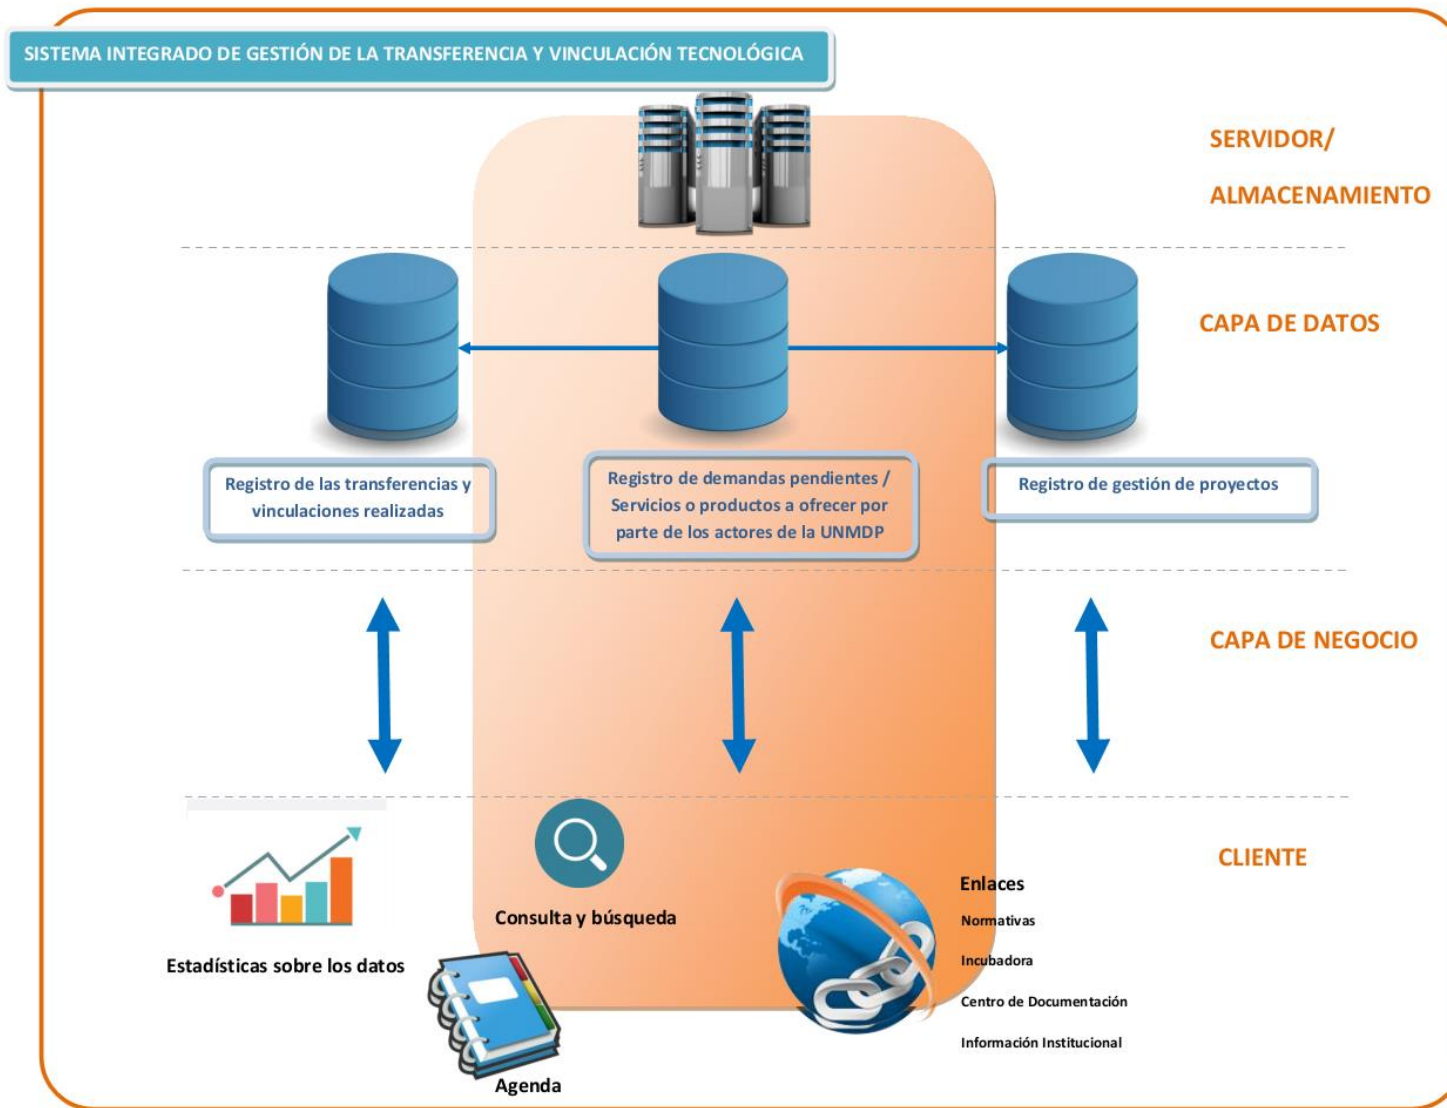 SISTEMA INTEGRADO DE GESTIÓN DE LA TRANSFERENCIA Y VINCULACIÓN TECNOLÓGICA
SERVIDOR/
ALMACENAMIENTO
CAPA DE DATOS
Registro de las transferencias y
vinculaciones realizadas
Registro de demandas pendientes /
Servicios o productos a ofrecer por
parte de los actores de la UNMDP
Registro de gestión de proyectos
CAPA DE NEGOCIO
CLIENTE
Estadísticas sobre los datos
Consulta y búsqueda
Agenda
Enlaces
Normativas
Incubadora
Centro de Documentación
Información Institucional